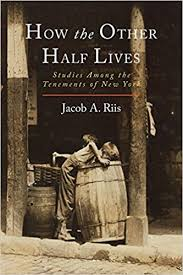 HOW the OTHER
HALF LIVES
Studies Among the
Tenements of New York
Jacob A. Riis